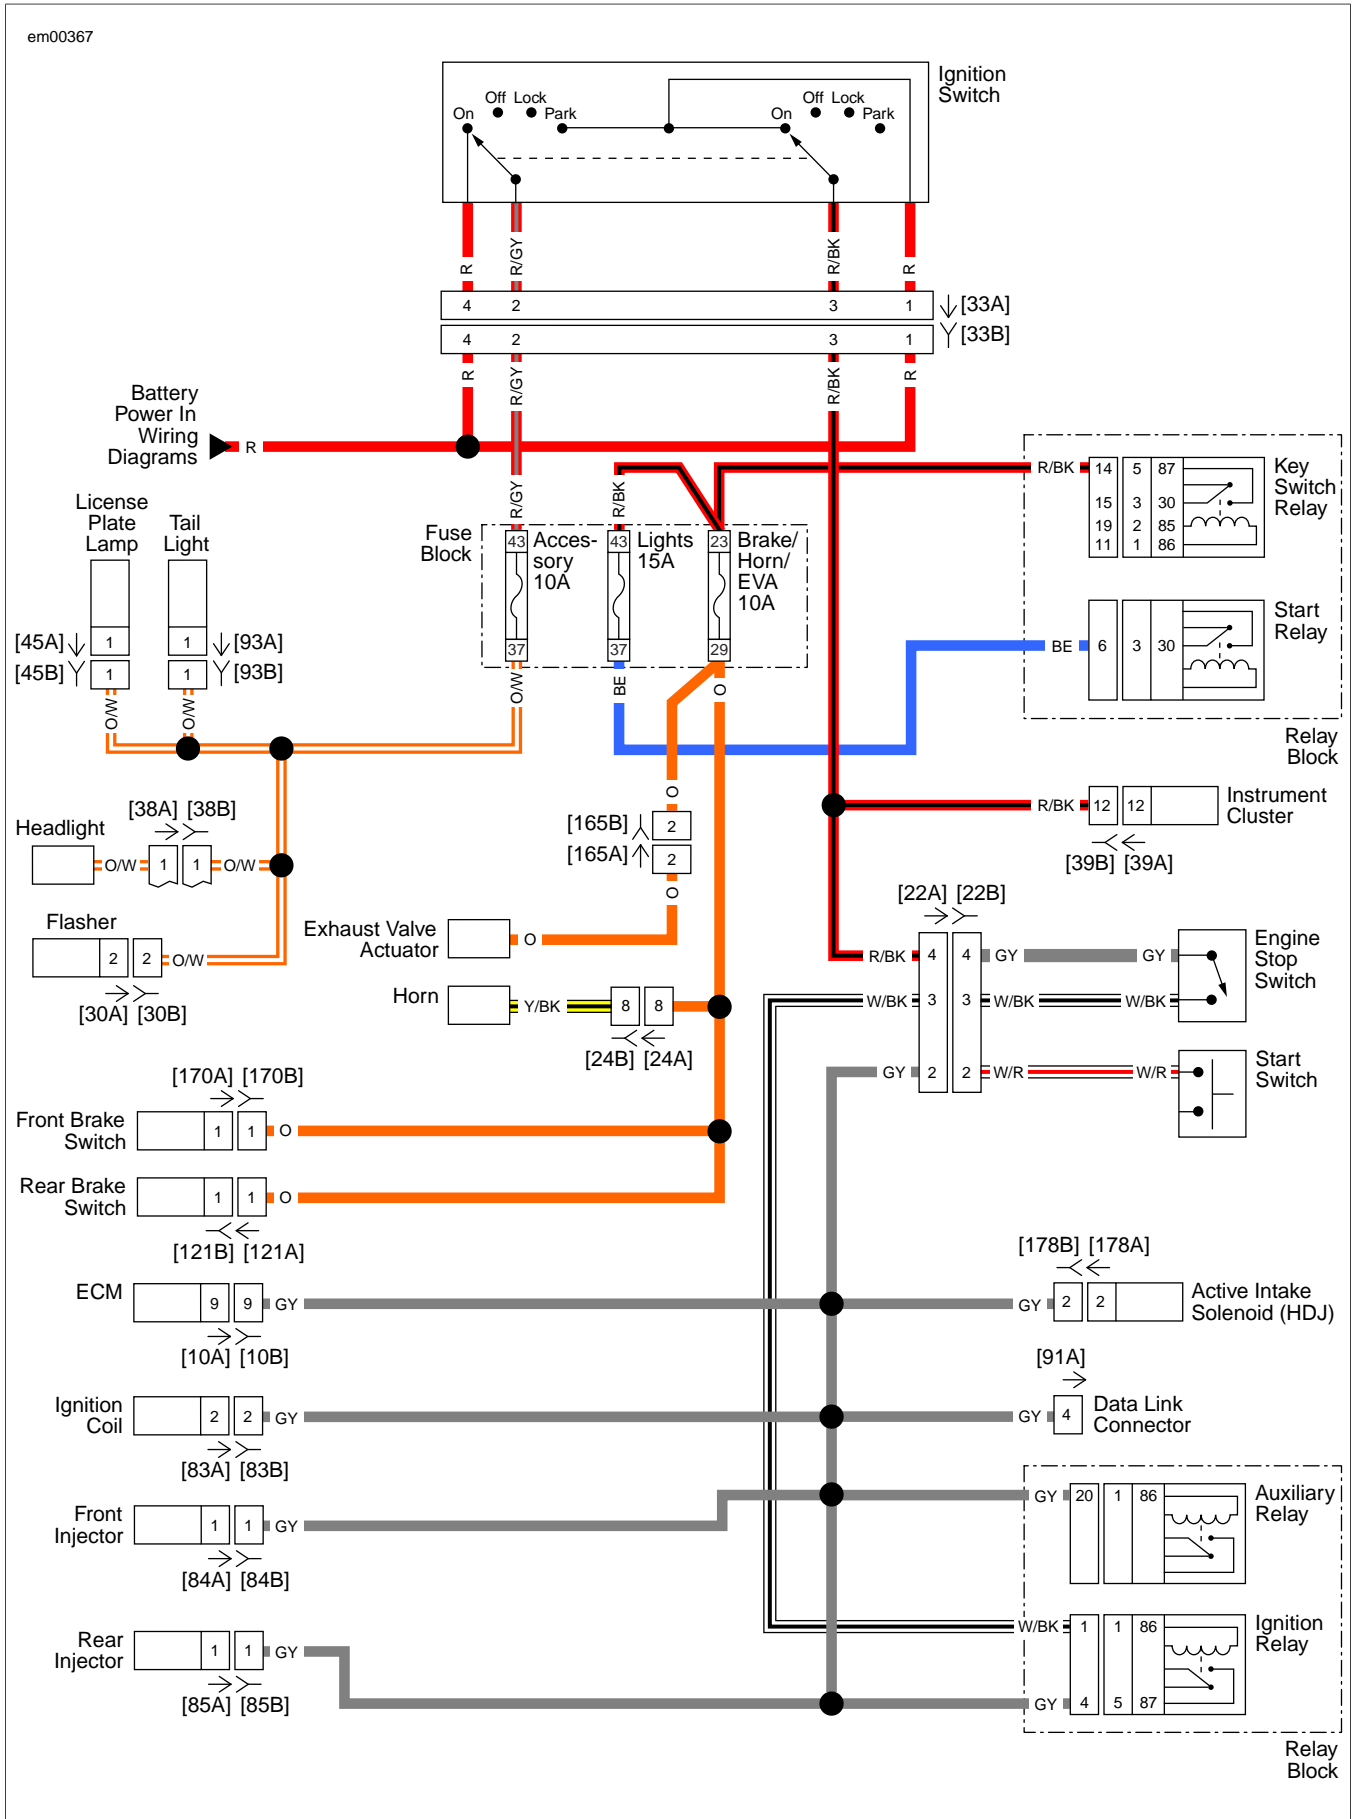 em00367
Ignition
Switch
On
Off
Lock
Park
On
Off
Lock
Park
R
R/GY
R/BK
R
4
2
3
1
[33A]
4
2
3
1
[33B]
R
R/GY
R/BK
R
Battery
Power In
Wiring
Diagrams
R
R/GY
R/BK
R/BK
14
5
87
15
3
30
19
2
85
11
1
86
Key
Switch
Relay
License
Plate
Lamp
Tail
Light
Fuse
Block
43
Acces-
sory
10A
37
43
Lights
15A
37
23
Brake/
Horn/
EVA
10A
29
Start
Relay
BE
6
3
30
Relay
Block
[45A]
1
1
[93A]
[45B]
1
1
[93B]
O/W
O/W
O/W
BE
O
[38A]
[38B]
Headlight
O/W
1
1
O/W
Flasher
2
2
O/W
[30A]
[30B]
O
[165B]
2
[165A]
2
O
Exhaust Valve
Actuator
O
Horn
Y/BK
8
8
[24B]
[24A]
R/BK
12
12
Instrument
Cluster
[39B]
[39A]
[22A]
[22B]
R/BK
4
4
GY
GY
Engine
Stop
Switch
W/BK
3
3
W/BK
W/BK
GY
2
2
W/R
W/R
Start
Switch
[170A]
[170B]
Front Brake
Switch
1
1
O
Rear Brake
Switch
1
1
O
[121B]
[121A]
ECM
9
9
GY
[10A]
[10B]
[178B]
[178A]
GY
2
2
Active Intake
Solenoid (HDJ)
[91A]
Ignition
Coil
2
2
GY
[83A]
[83B]
GY
4
Data Link
Connector
Front
Injector
1
1
GY
[84A]
[84B]
GY
20
1
86
Auxiliary
Relay
Rear
Injector
1
1
GY
[85A]
[85B]
W/BK
1
1
86
Ignition
Relay
GY
4
5
87
Relay
Block